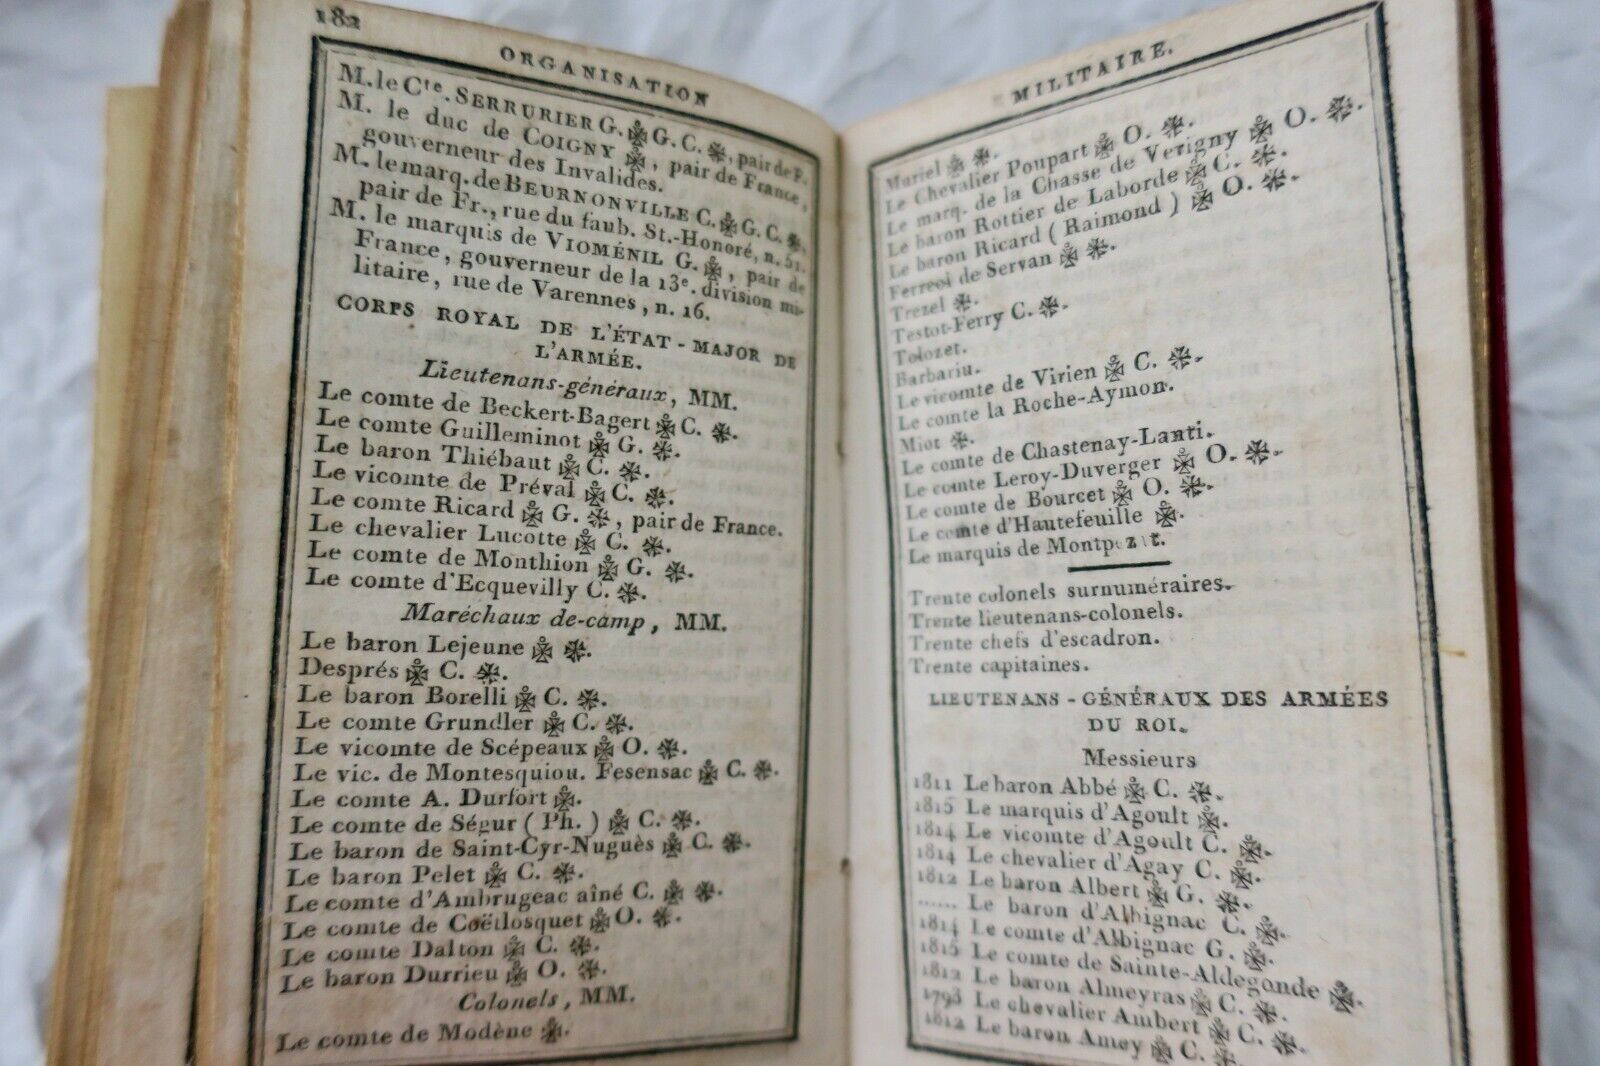 182
ORGANISATION
M. le Cte. SERRURIER G. ✠ G. C. ✼, pair de F.
M. le duc de COIGNY ✠, pair de France,
gouverneur des Invalides.
M. le marq. de BEURNONVILLE C. ✠ G. C. ✼,
pair de Fr., rue du faub. St.-Honoré, n. 51.
M. le marquis de VIOMÉNIL G. ✠, pair de
France, gouverneur de la 13e. division mi-
litaire, rue de Varennes, n. 16.
CORPS ROYAL DE L'ÉTAT-MAJOR DE
L'ARMÉE.
Lieutenans-généraux, MM.
Le comte de Beckert-Bagert ✠ C. ✼.
Le comte Guilleminot ✠ G. ✼.
Le baron Thiébaut ✠ C. ✼.
Le vicomte de Préval ✠ C. ✼.
Le comte Ricard ✠ G. ✼, pair de France.
Le chevalier Lucotte ✠ C. ✼.
Le comte de Monthion ✠ G. ✼.
Le comte d'Ecquevilly C. ✼.
Maréchaux de-camp, MM.
Le baron Lejeune ✠ ✼.
Després ✠ C. ✼.
Le baron Borelli ✠ C. ✼.
Le comte Grundler ✠ C. ✼.
Le vicomte de Scépeaux ✠ O. ✼.
Le vic. de Montesquiou. Fesensac ✠ C. ✼.
Le comte A. Durfort ✠.
Le comte de Ségur (Ph.) ✠ C. ✼.
Le baron de Saint-Cyr-Nuguès ✠ C. ✼.
Le baron Pelet ✠ C. ✼.
Le comte d'Ambrugeac aîné C. ✠ ✼.
Le comte de Coëtlosquet ✠ O. ✼.
Le comte Dalton ✠ C. ✼.
Le baron Durrieu ✠ O. ✼.
Colonels, MM.
Le comte de Modène ✠.
MILITAIRE.
Muriel ✠ ✼.
Le Chevalier Poupart ✠ O. ✼.
Le marq. de la Chasse de Verigny ✠ O. ✼.
Le baron Rottier de Laborde ✠ C. ✼.
Le baron Ricard (Raimond) ✠ O. ✼.
Ferreol de Servan ✠ ✼.
Trezel ✼.
Testot-Ferry C. ✼.
Tolozet.
Barbariu.
Le vicomte de Virien ✠ C. ✼.
Le comte la Roche-Aymon.
Miot ✼.
Le comte de Chastenay-Lanti.
Le comte Leroy-Duverger ✠ O. ✼.
Le comte de Bourcet ✠ O. ✼.
Le comte d'Hautefeuille ✠.
Le marquis de Montpezat.
Trente colonels surnuméraires.
Trente lieutenans-colonels.
Trente chefs d'escadron.
Trente capitaines.
LIEUTENANS-GÉNÉRAUX DES ARMÉES
DU ROI.
Messieurs
1811 Le baron Abbé ✠ C. ✼.
1815 Le marquis d'Agoult ✠.
1814 Le vicomte d'Agoult C. ✠.
1814 Le chevalier d'Agay C. ✠.
1812 Le baron Albert ✠ G. ✼.
...... Le baron d'Albignac C. ✠.
1814 Le comte d'Albignac G. ✠.
1815 Le comte de Sainte-Aldegonde ✠.
1812 Le baron Almeyras ✠ C. ✼.
1793 Le chevalier Ambert ✠ C. ✼.
1812 Le baron Amey ✠ C. ✼.